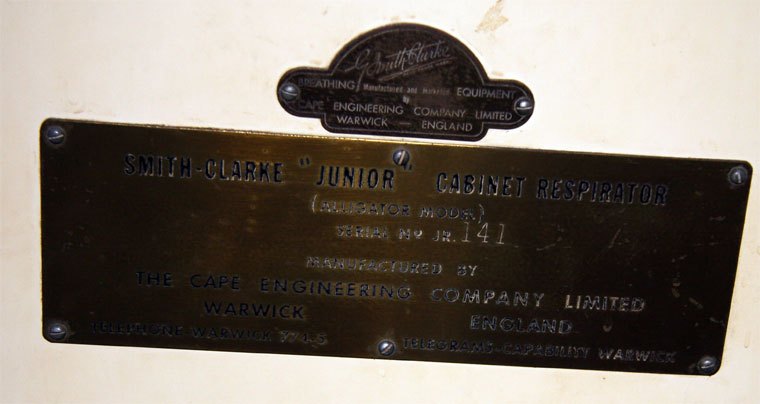 G Smith-Clarke
BREATHING Manufactured and Marketed EQUIPMENT
by
CAPE ENGINEERING COMPANY LIMITED
WARWICK — ENGLAND
SMITH-CLARKE "JUNIOR" CABINET RESPIRATOR
(ALLIGATOR MODEL)
SERIAL No JR. 141
MANUFACTURED BY
THE CAPE ENGINEERING COMPANY LIMITED
WARWICK ENGLAND
TELEPHONE WARWICK 974-5 TELEGRAMS-CAPABILITY WARWICK